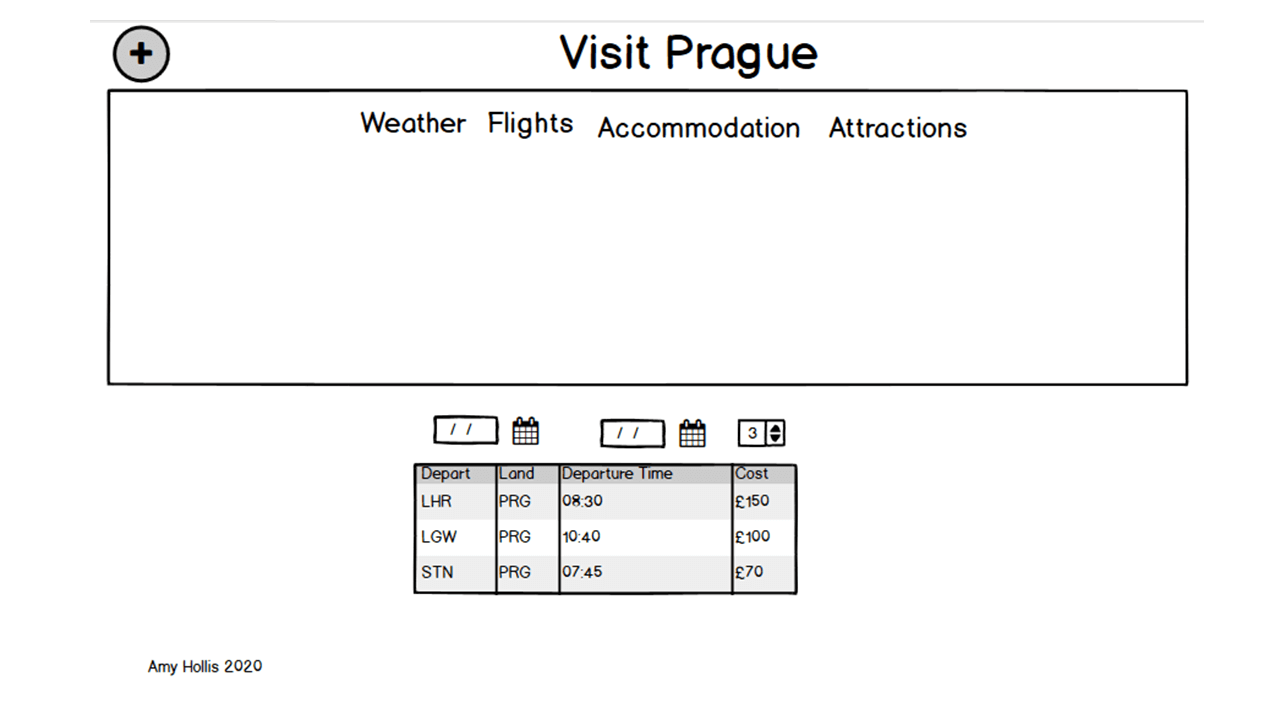 Visit Prague
Weather Flights Accommodation Attractions
/ / / / 3
Depart Land Departure Time Cost
LHR PRG 08:30 £150
LGW PRG 10:40 £100
STN PRG 07:45 £70
Amy Hollis 2020